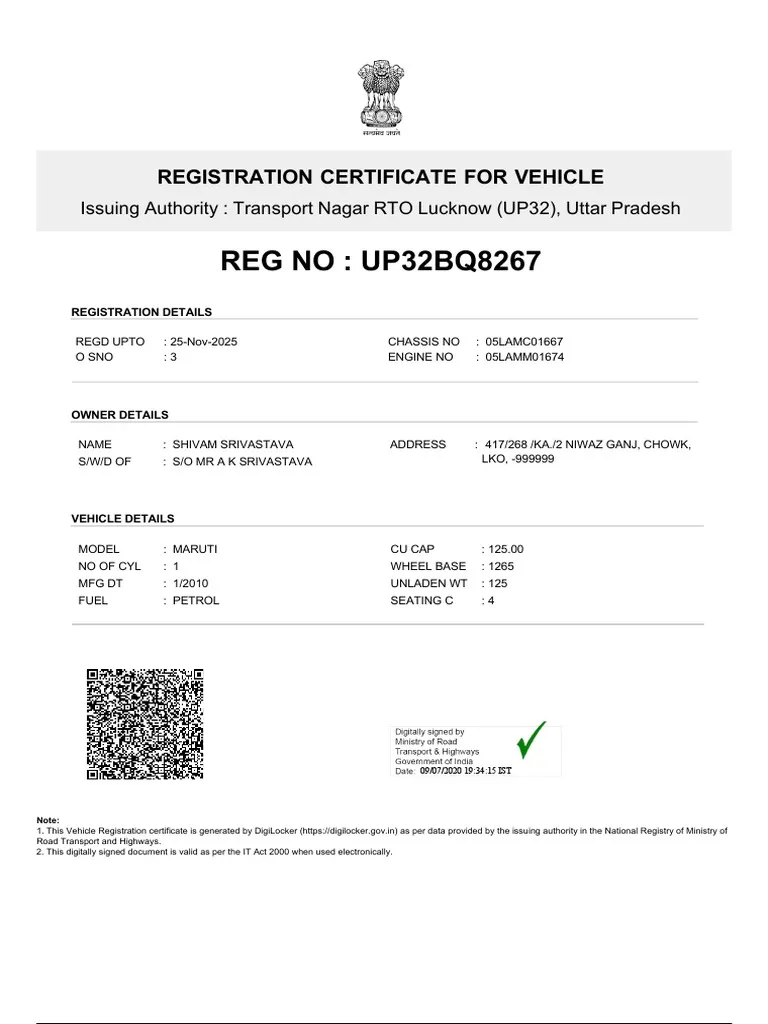 सत्यमेव जयते
REGISTRATION CERTIFICATE FOR VEHICLE
Issuing Authority : Transport Nagar RTO Lucknow (UP32), Uttar Pradesh
REG NO : UP32BQ8267
REGISTRATION DETAILS
REGD UPTO : 25-Nov-2025 CHASSIS NO : 05LAMC01667
O SNO : 3 ENGINE NO : 05LAMM01674
OWNER DETAILS
NAME : SHIVAM SRIVASTAVA ADDRESS : 417/268 /KA./2 NIWAZ GANJ, CHOWK,
S/W/D OF : S/O MR A K SRIVASTAVA LKO, -999999
VEHICLE DETAILS
MODEL : MARUTI CU CAP : 125.00
NO OF CYL : 1 WHEEL BASE : 1265
MFG DT : 1/2010 UNLADEN WT : 125
FUEL : PETROL SEATING C : 4
Digitally signed by
Ministry of Road
Transport & Highways
Government of India
Date: 09/07/2020 19:34:15 IST
Note:
1. This Vehicle Registration certificate is generated by DigiLocker (https://digilocker.gov.in) as per data provided by the issuing authority in the National Registry of Ministry of
Road Transport and Highways.
2. This digitally signed document is valid as per the IT Act 2000 when used electronically.